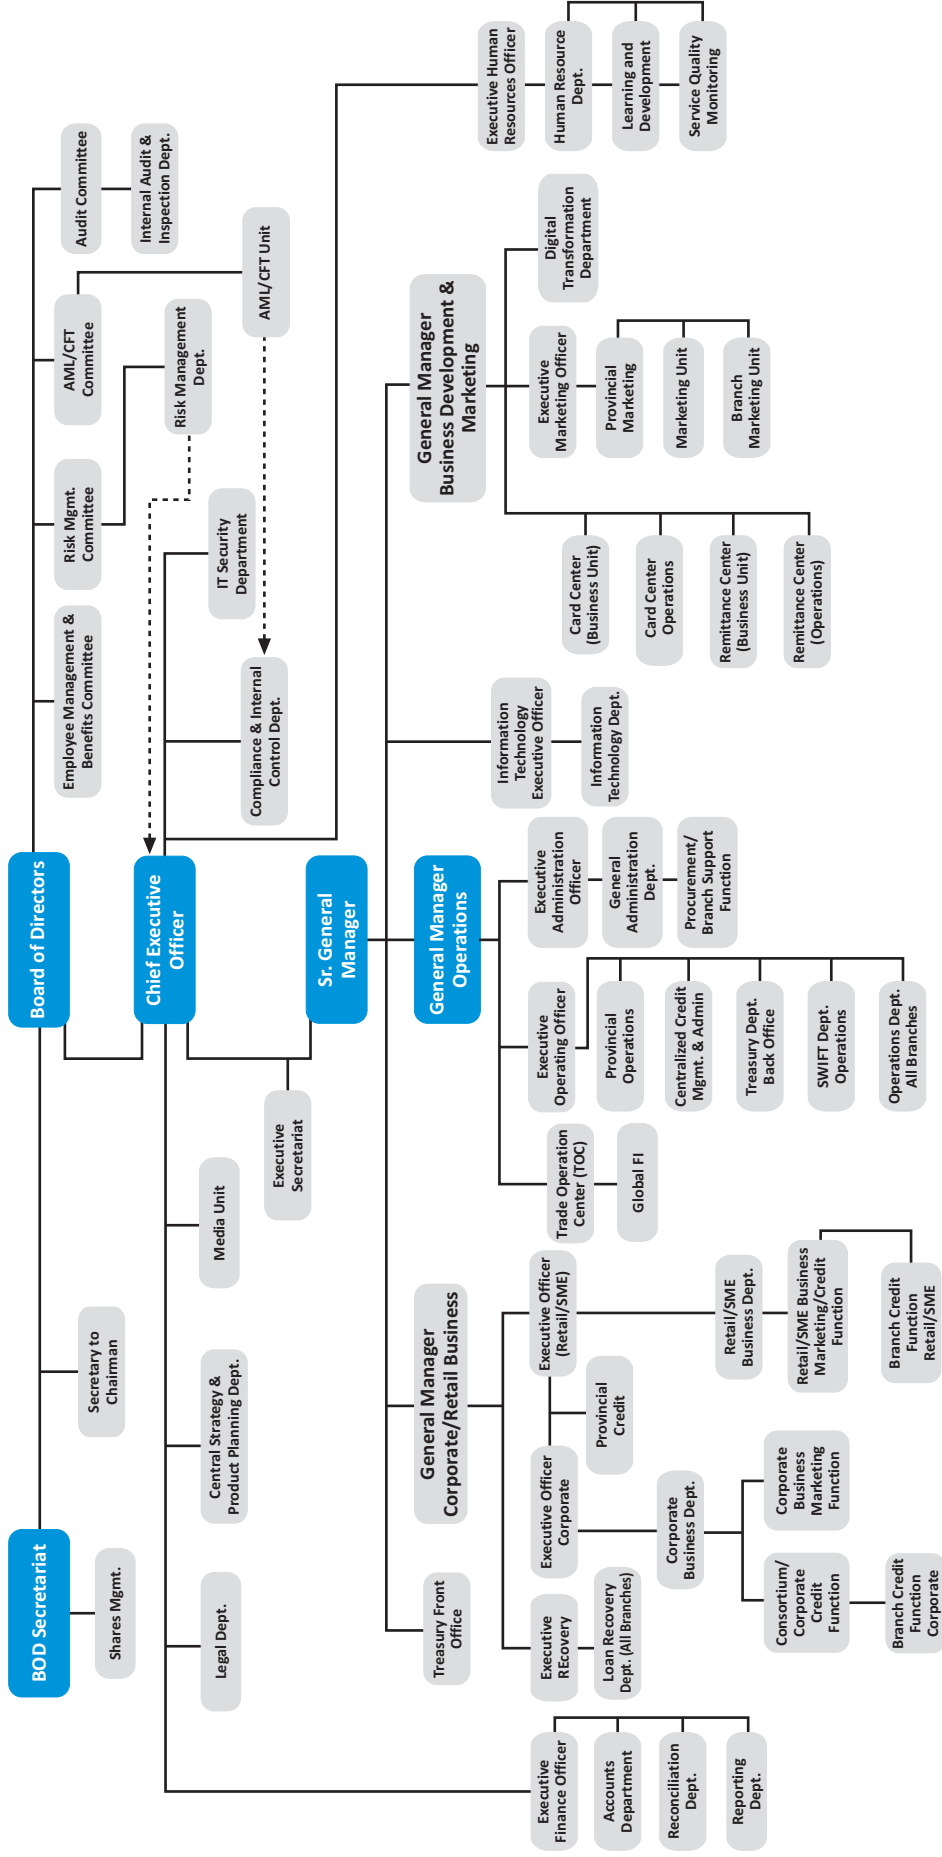 BOD Secretariat
Board of Directors
Shares Mgmt.
Secretary to
Chairman
Employee Management &
Benefits Committee
Risk Mgmt.
Committee
AML/CFT
Committee
Audit Committee
Internal Audit &
Inspection Dept.
Risk Management
Dept.
AML/CFT Unit
Chief Executive
Officer
Legal Dept.
Central Strategy &
Product Planning Dept.
Media Unit
Executive
Secretariat
Compliance & Internal
Control Dept.
IT Security
Department
Sr. General
Manager
Treasury Front
Office
General Manager
Corporate/Retail Business
General Manager
Operations
Information
Technology
Executive Officer
Information
Technology Dept.
General Manager
Business Development &
Marketing
Executive Human
Resources Officer
Human Resource
Dept.
Learning and
Development
Service Quality
Monitoring
Executive
Finance Officer
Accounts
Department
Reconciliation
Dept.
Reporting
Dept.
Executive
REcovery
Loan Recovery
Dept. (All Branches)
Executive Officer
Corporate
Provincial
Credit
Executive Officer
(Retail/SME)
Corporate
Business Dept.
Consortium/
Corporate
Credit
Function
Corporate
Business
Marketing
Function
Branch Credit
Function
Corporate
Retail/SME
Business Dept.
Retail/SME Business
Marketing/Credit
Function
Branch Credit
Function
Retail/SME
Trade Operation
Center (TOC)
Global FI
Executive
Operating Officer
Provincial
Operations
Centralized Credit
Mgmt. & Admin
Treasury Dept.
Back Office
SWIFT Dept.
Operations
Operations Dept.
All Branches
Executive
Administration
Officer
General
Administration
Dept.
Procurement/
Branch Support
Function
Card Center
(Business Unit)
Card Center
Operations
Remittance Center
(Business Unit)
Remittance Center
(Operations)
Executive
Marketing Officer
Provincial
Marketing
Marketing Unit
Branch
Marketing Unit
Digital
Transformation
Department